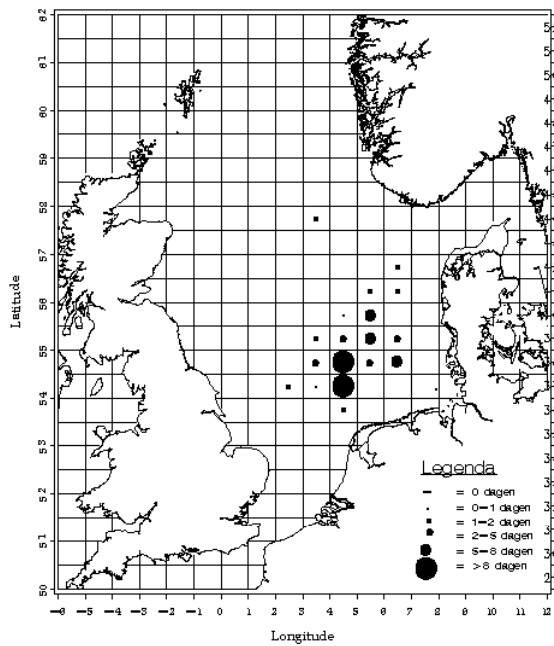 62
61
60
59
58
57
56
55
54
53
52
51
50
Latitude
Legenda
= 0 dagen
= 0-1 dagen
= 1-2 dagen
= 2-5 dagen
= 5-8 dagen
= >8 dagen
-6 -5 -4 -3 -2 -1 0 1 2 3 4 5 6 7 8 9 10 11 12
Longitude